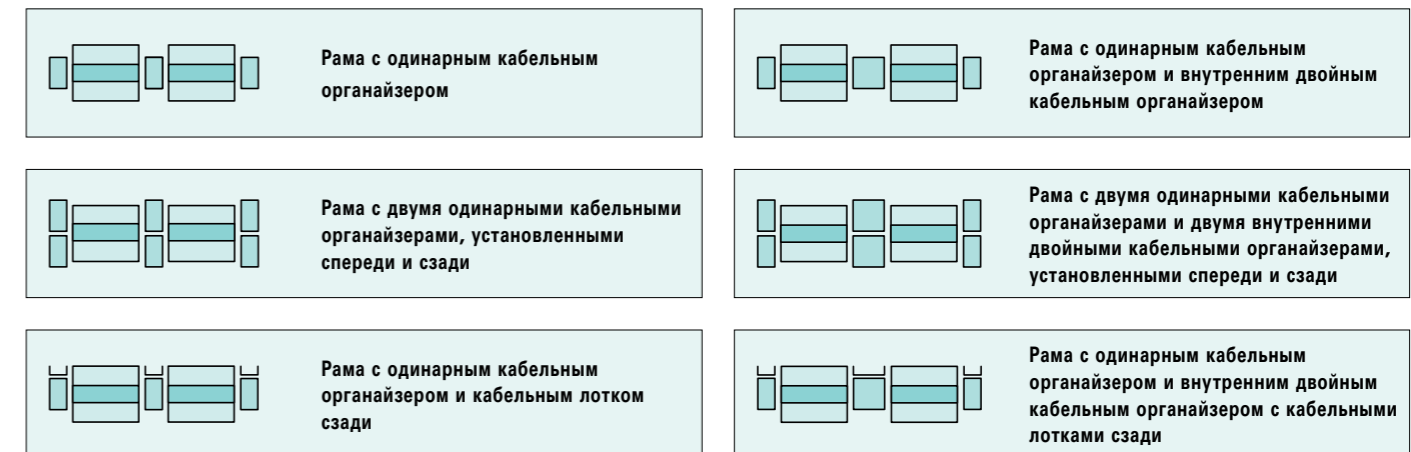 Рама с одинарным кабельным
органайзером
Рама с одинарным кабельным
органайзером и внутренним двойным
кабельным органайзером
Рама с двумя одинарными кабельными
органайзерами, установленными
спереди и сзади
Рама с двумя одинарными кабельными
органайзерами и двумя внутренними
двойными кабельными органайзерами,
установленными спереди и сзади
Рама с одинарным кабельным
органайзером и кабельным лотком
сзади
Рама с одинарным кабельным
органайзером и внутренним двойным
кабельным органайзером с кабельными
лотками сзади